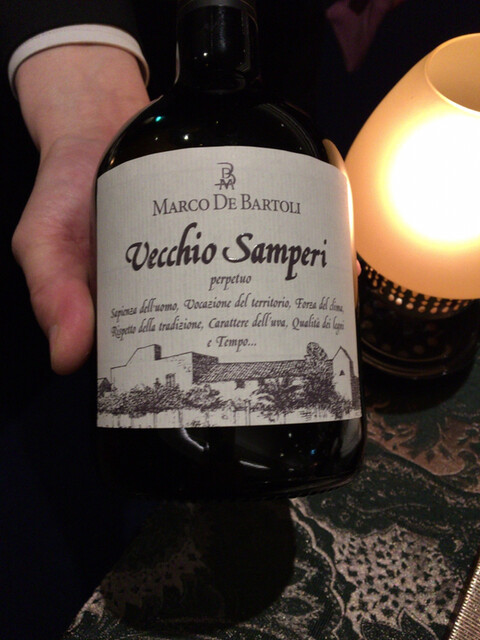 MARCO DE BARTOLI
Vecchio Samperi
perpetuo
Sapienza dell'uomo, Vocazione del territorio, Forza del clima,
Rispetto della tradizione, Carattere dell'uva, Qualità dei legni
e Tempo...